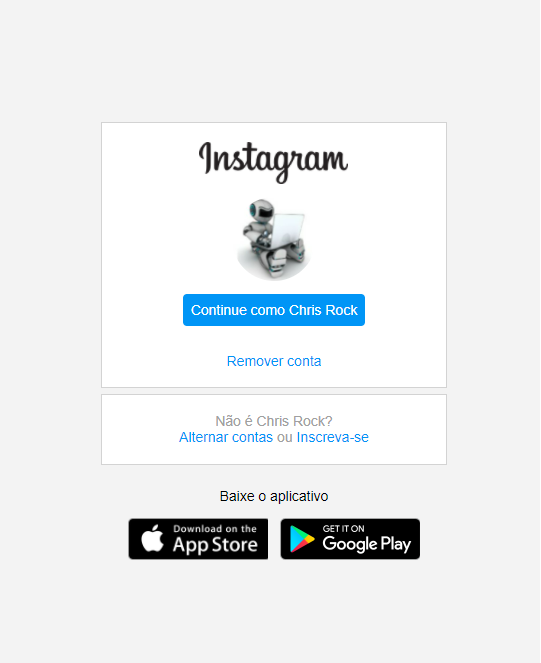 Instagram
Continue como Chris Rock
Remover conta
Não é Chris Rock?
Alternar contas ou Inscreva-se
Baixe o aplicativo
Download on the
App Store
GET IT ON
Google Play